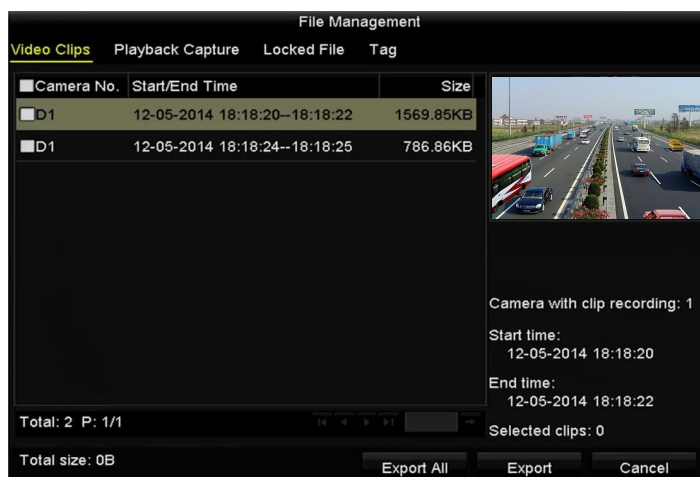 File Management
Video Clips Playback Capture Locked File Tag
Camera No. Start/End Time Size
D1 12-05-2014 18:18:20--18:18:22 1569.85KB
D1 12-05-2014 18:18:24--18:18:25 786.86KB
Camera with clip recording: 1
Start time:
12-05-2014 18:18:20
End time:
12-05-2014 18:18:22
Selected clips: 0
Total: 2 P: 1/1
Total size: 0B
Export All Export Cancel